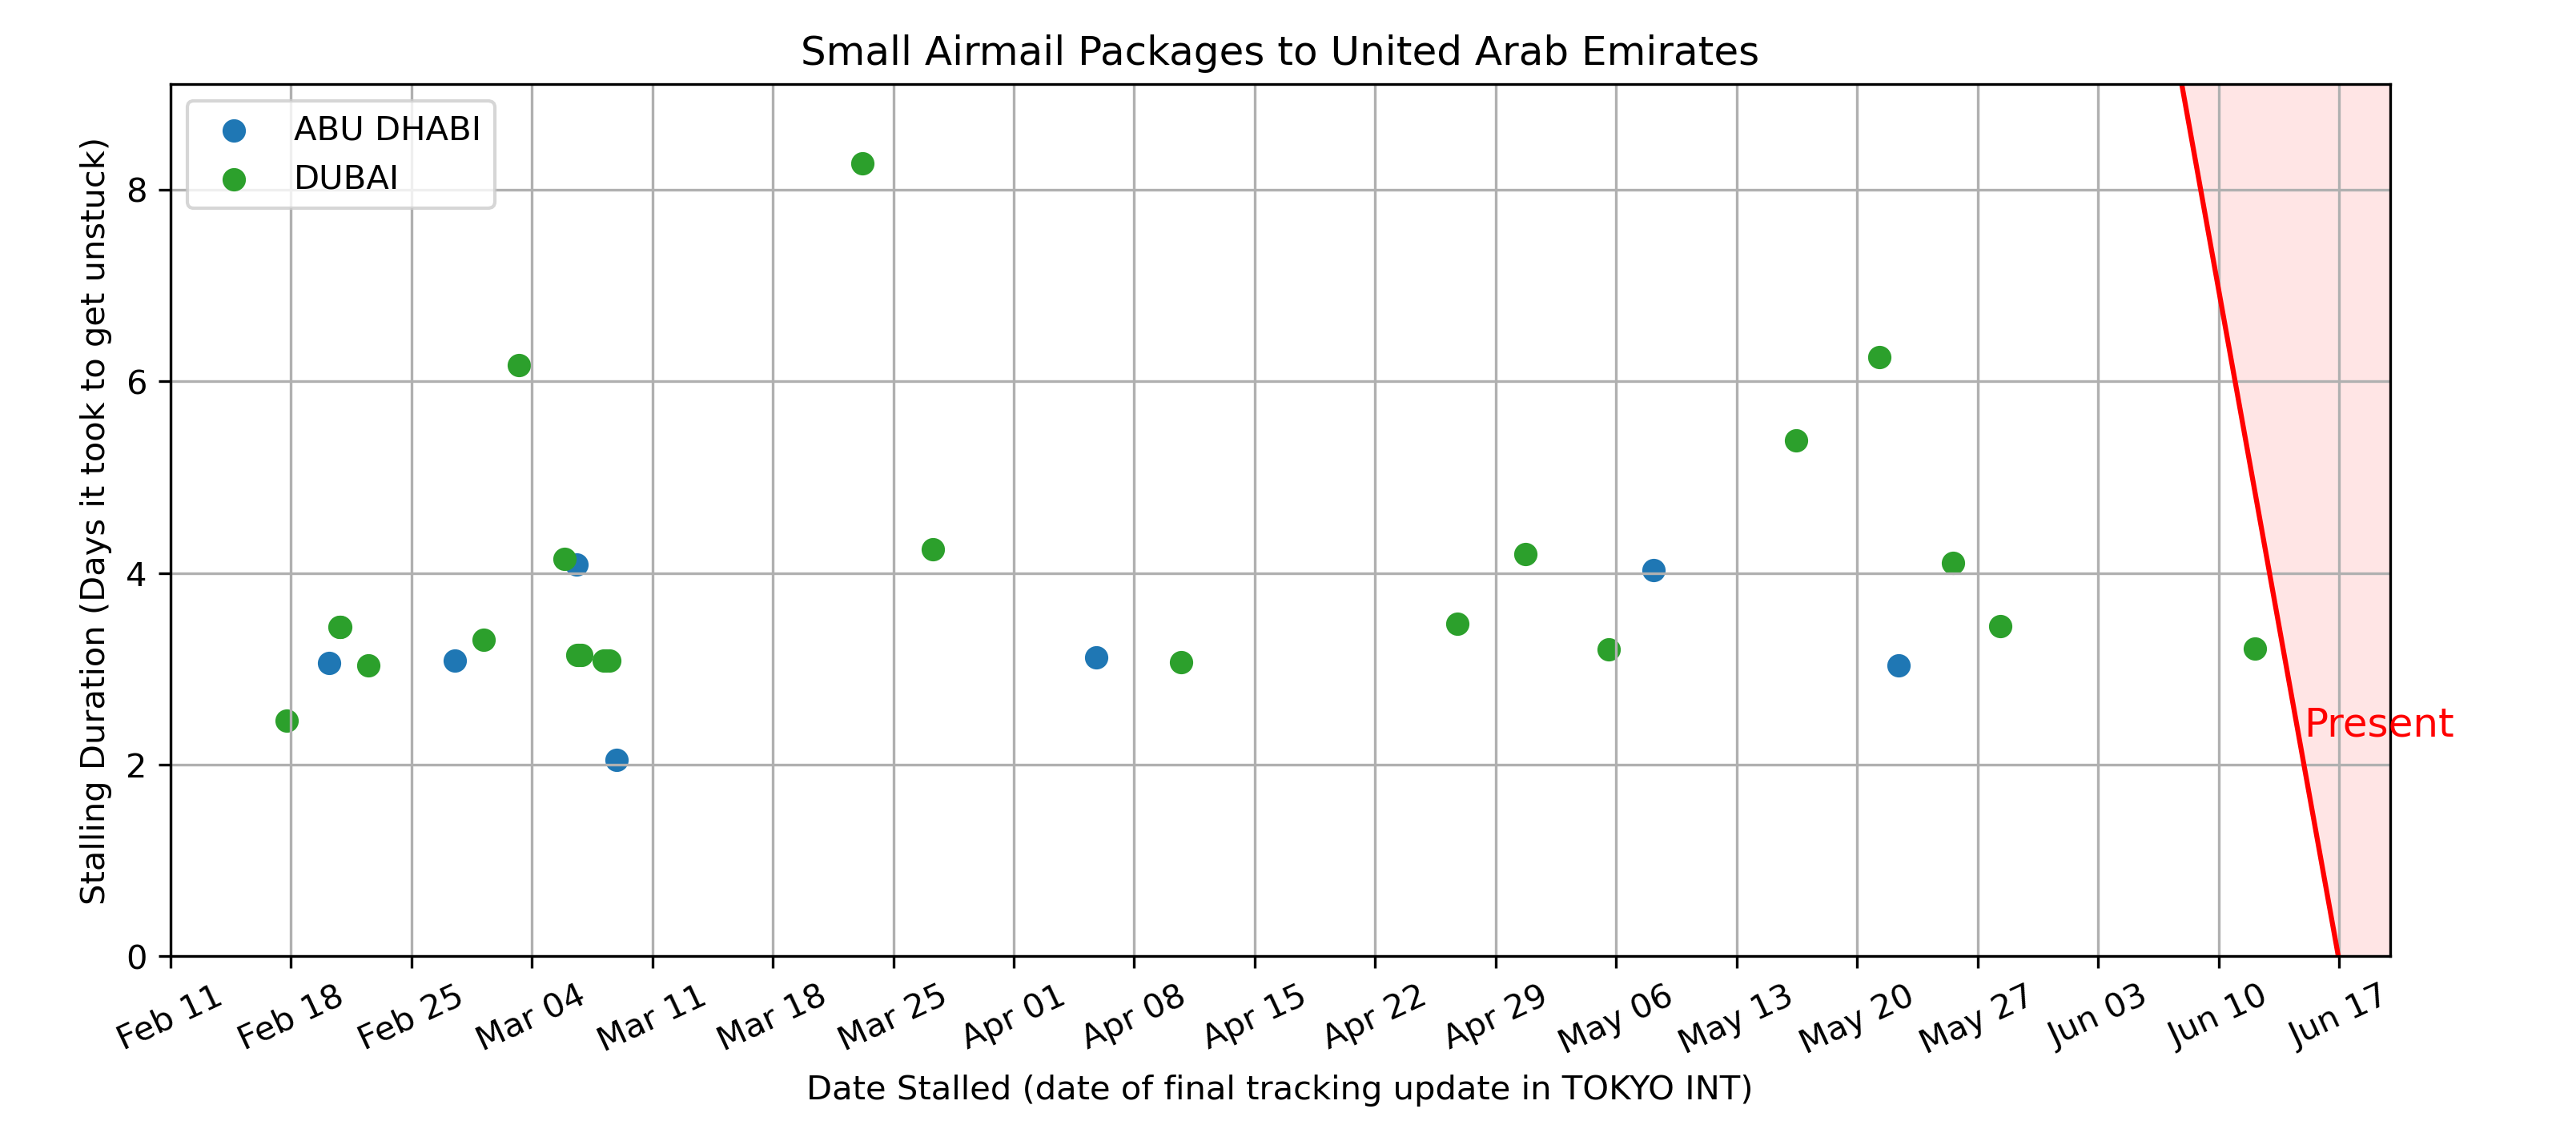 Small Airmail Packages to United Arab Emirates
ABU DHABI
DUBAI
Stalling Duration (Days it took to get unstuck)
8
6
4
2
0
Present
Feb 11
Feb 18
Feb 25
Mar 04
Mar 11
Mar 18
Mar 25
Apr 01
Apr 08
Apr 15
Apr 22
Apr 29
May 06
May 13
May 20
May 27
Jun 03
Jun 10
Jun 17
Date Stalled (date of final tracking update in TOKYO INT)